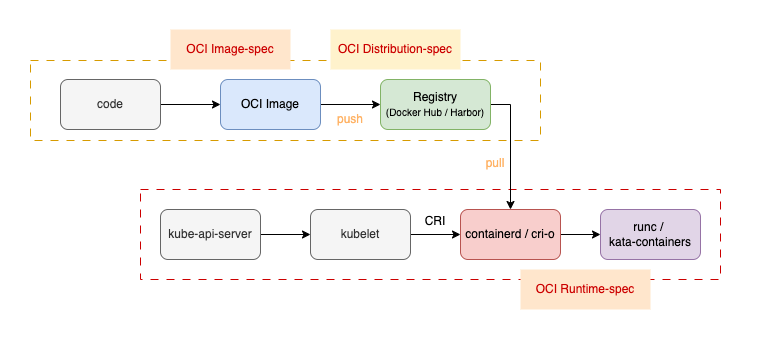 OCI Image-spec
OCI Distribution-spec
code
OCI Image
push
Registry
(Docker Hub / Harbor)
pull
kube-api-server
kubelet
CRI
containerd / cri-o
runc /
kata-containers
OCI Runtime-spec